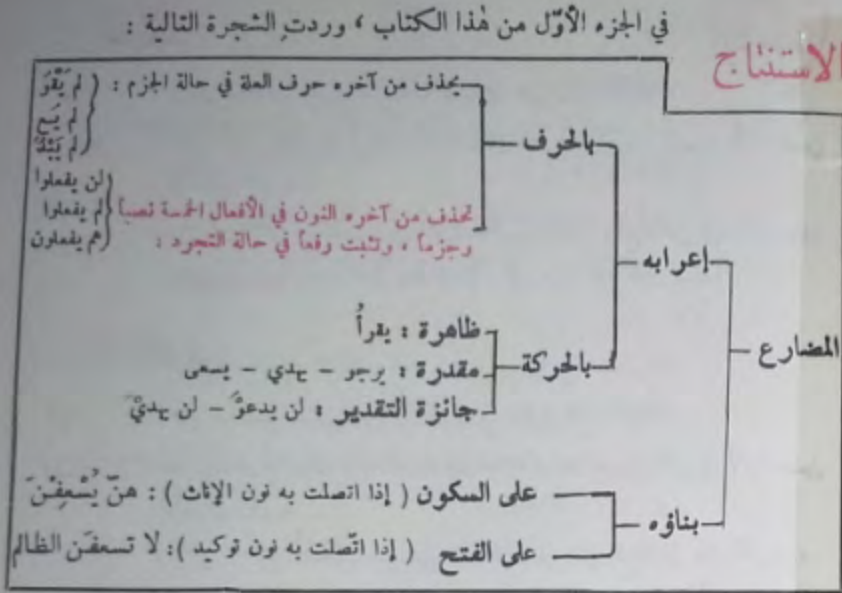 في الجزء الأوّل من هٰذا الكتاب ، وردتِ الشجرة التالية :
الاستنتاج
المضارع
إعرابه
بالحرف
يحذف من آخره حرف العلة في حالة الجزم :
لم
لم
لم
تحذف من آخره النون في الأفعال الخمسة نصباً
وجزماً ، وتثبت رفعاً في حالة التجرد :
لن يفعلوا
لم يفعلوا
هم يفعلون
بالحركة
ظاهرة : يقرأُ
مقدرة : يرجو – يهدي – يسعى
جائزة التقدير : لن يدعوَ – لن يهديَ
بناؤه
على السكون ( إذا اتصلت به نون الإناث ) : هنّ يُسْعِفْنَ
على الفتح ( إذا اتّصلت به نون توكيد ): لا تسعفَن الظالم